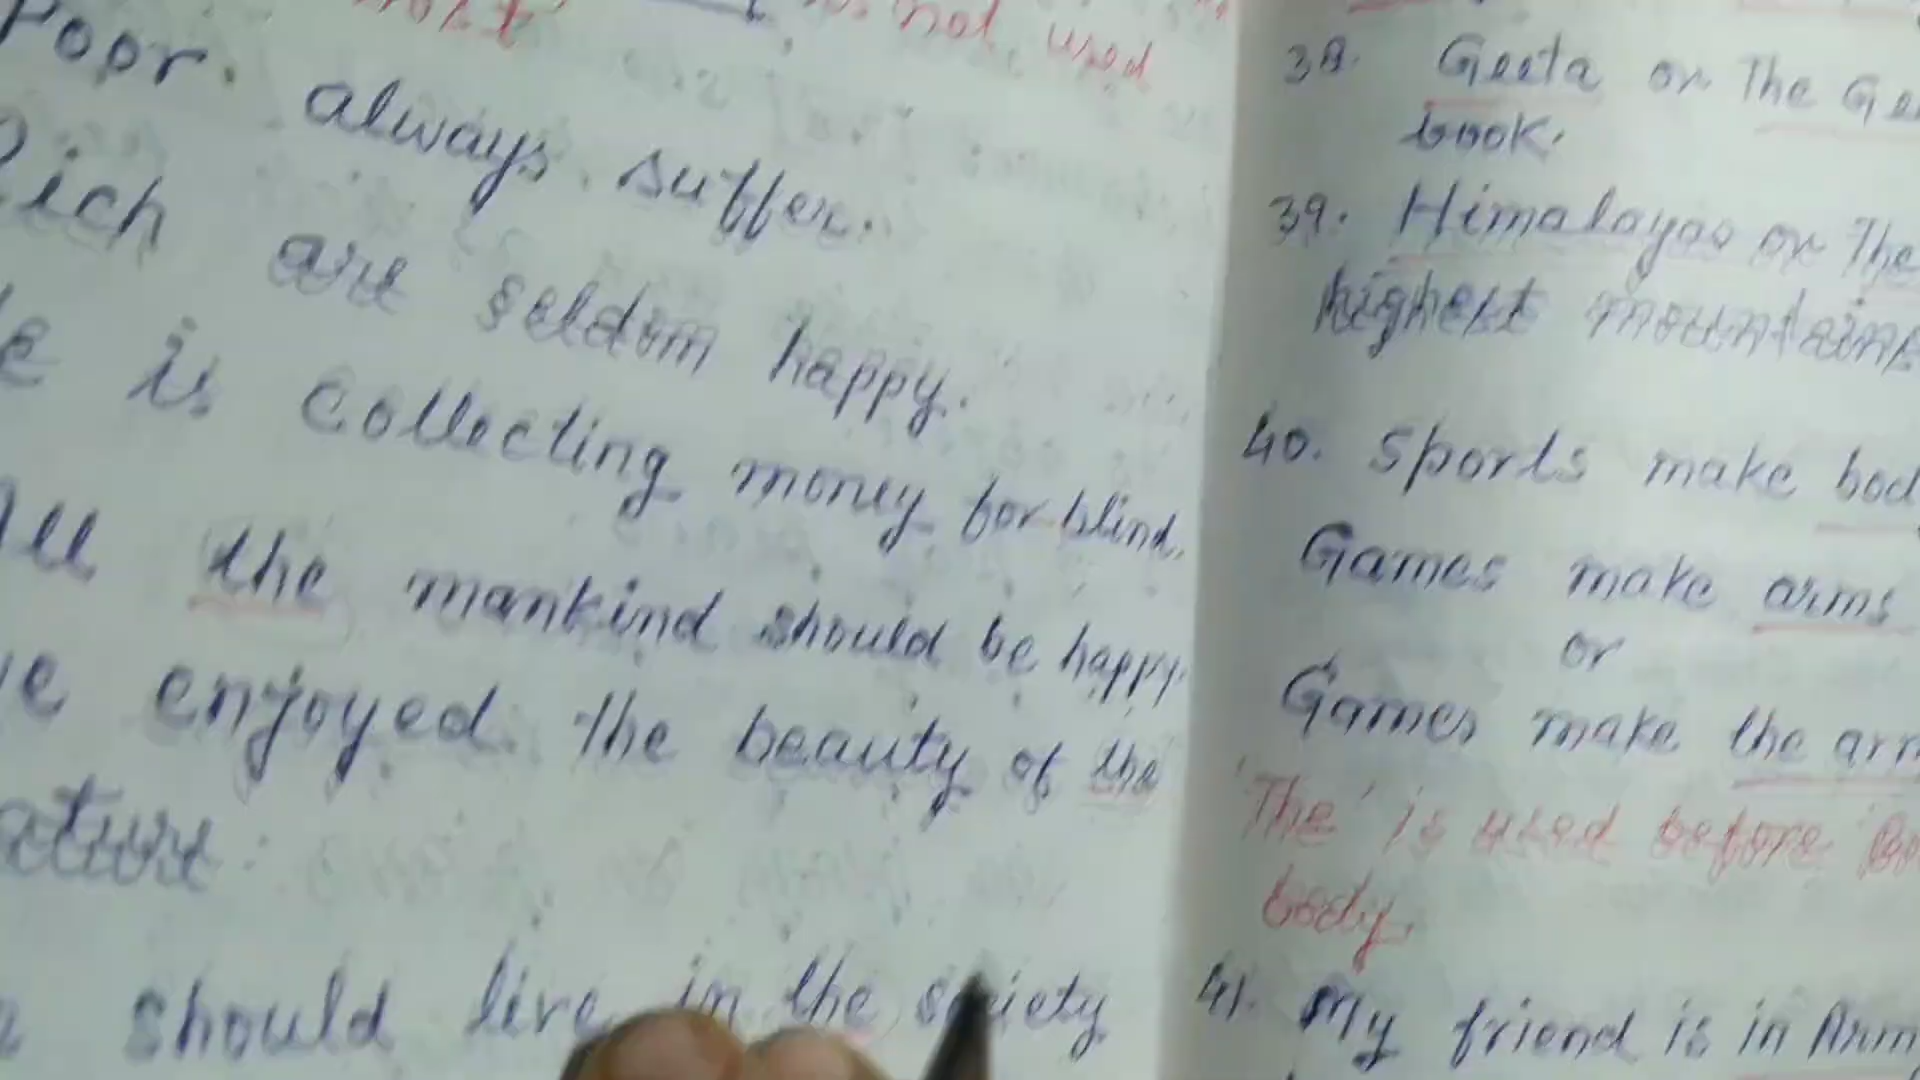 not used
Poor. always suffer.
Rich are seldom happy.
is collecting money for blind.
All the mankind should be happy.
enjoyed the beauty of the
should live in the society
38. Geeta or The
book.
39. Himalayas or The
highest mountains
40. Sports make
Games make arms
or
Games make the
'The' is used before
body.
41. My friend is in